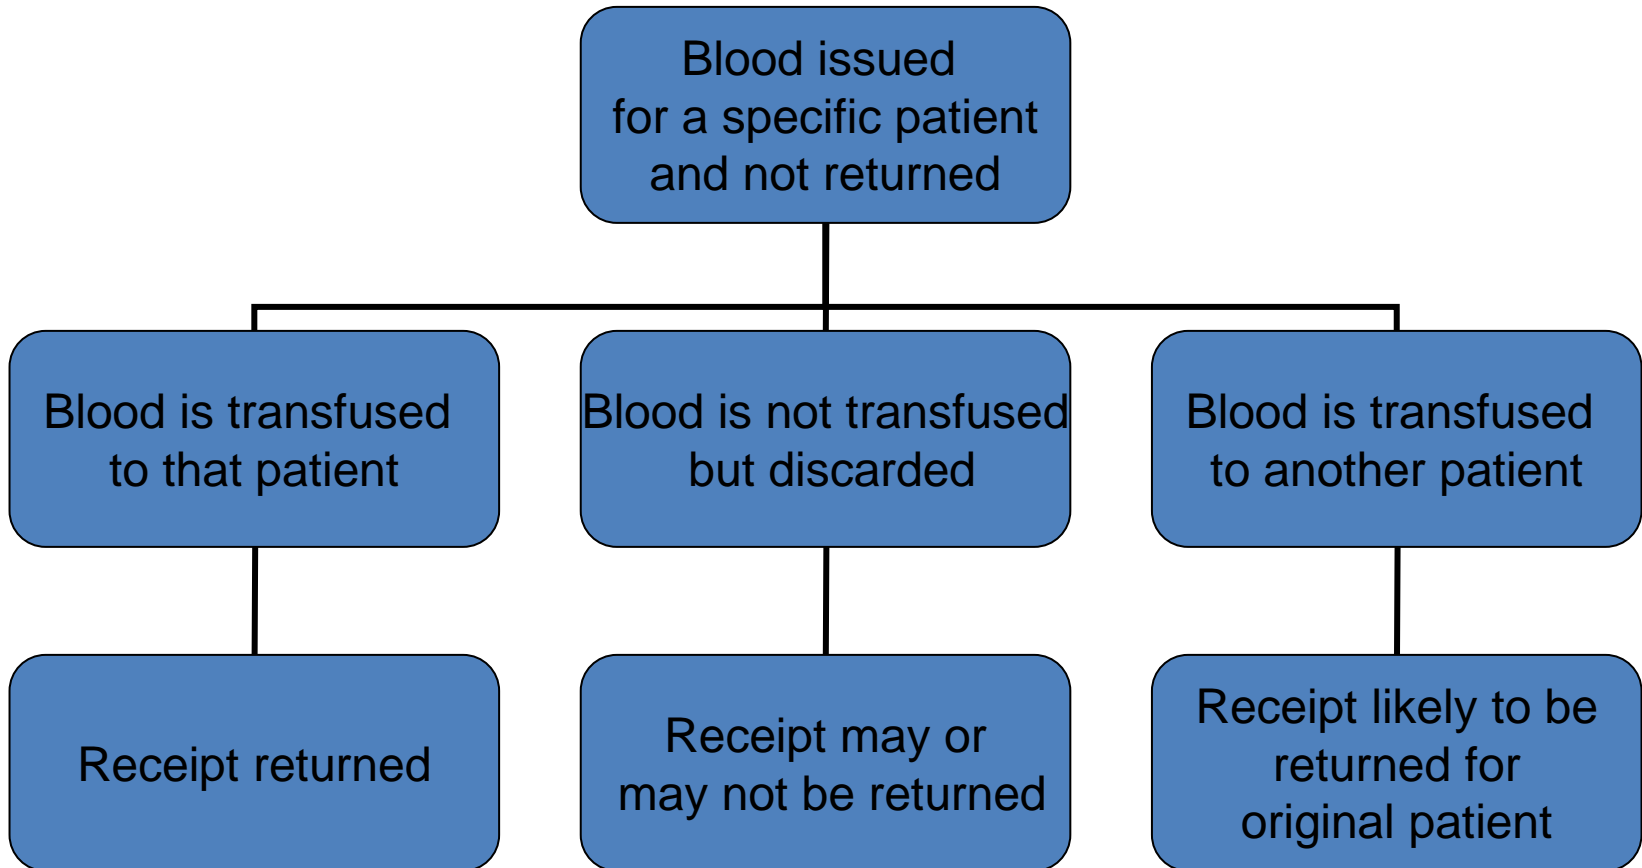 Blood issued
for a specific patient
and not returned
Blood is transfused
to that patient
Blood is not transfused
but discarded
Blood is transfused
to another patient
Receipt returned
Receipt may or
may not be returned
Receipt likely to be
returned for
original patient